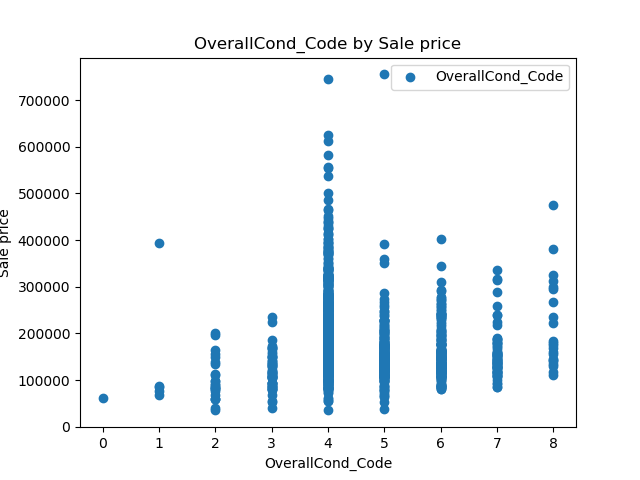 OverallCond_Code by Sale price
OverallCond_Code
700000
600000
500000
400000
300000
200000
100000
0
Sale price
0 1 2 3 4 5 6 7 8
OverallCond_Code